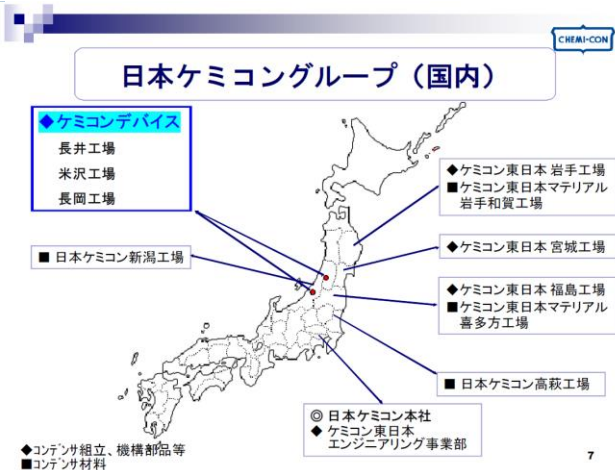 CHEMI-CON
日本ケミコングループ（国内）
◆ケミコンデバイス
長井工場
米沢工場
長岡工場
■ 日本ケミコン新潟工場
◆ケミコン東日本 岩手工場
■ケミコン東日本マテリアル
岩手和賀工場
◆ケミコン東日本 宮城工場
◆ケミコン東日本 福島工場
■ケミコン東日本マテリアル
喜多方工場
■ 日本ケミコン高萩工場
◎ 日本ケミコン本社
◆ ケミコン東日本
エンジニアリング事業部
◆コンデンサ組立、機構部品等
■コンデンサ材料
7